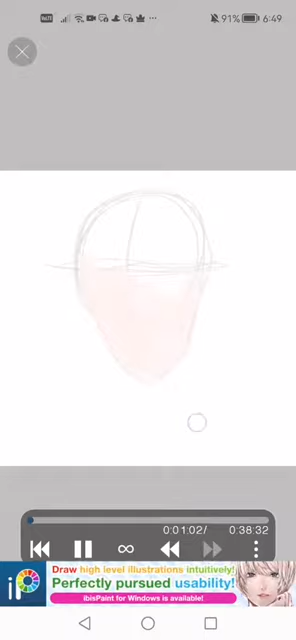 91% 6:49
0:01:02/ 0:38:32
Draw high level illustrations intuitively!
Perfectly pursued usability!
ibisPaint for Windows is available!